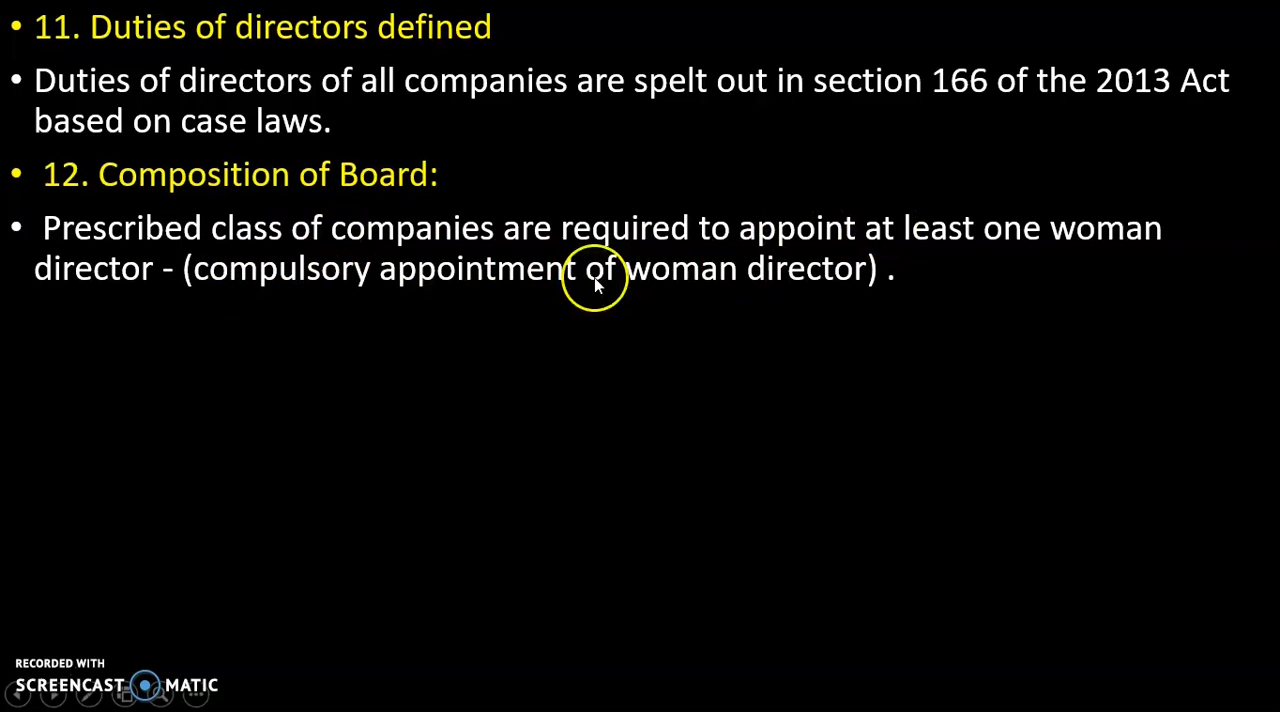 • 11. Duties of directors defined
• Duties of directors of all companies are spelt out in section 166 of the 2013 Act
based on case laws.
• 12. Composition of Board:
• Prescribed class of companies are required to appoint at least one woman
director - (compulsory appointment of woman director) .
RECORDED WITH
SCREENCAST MATIC